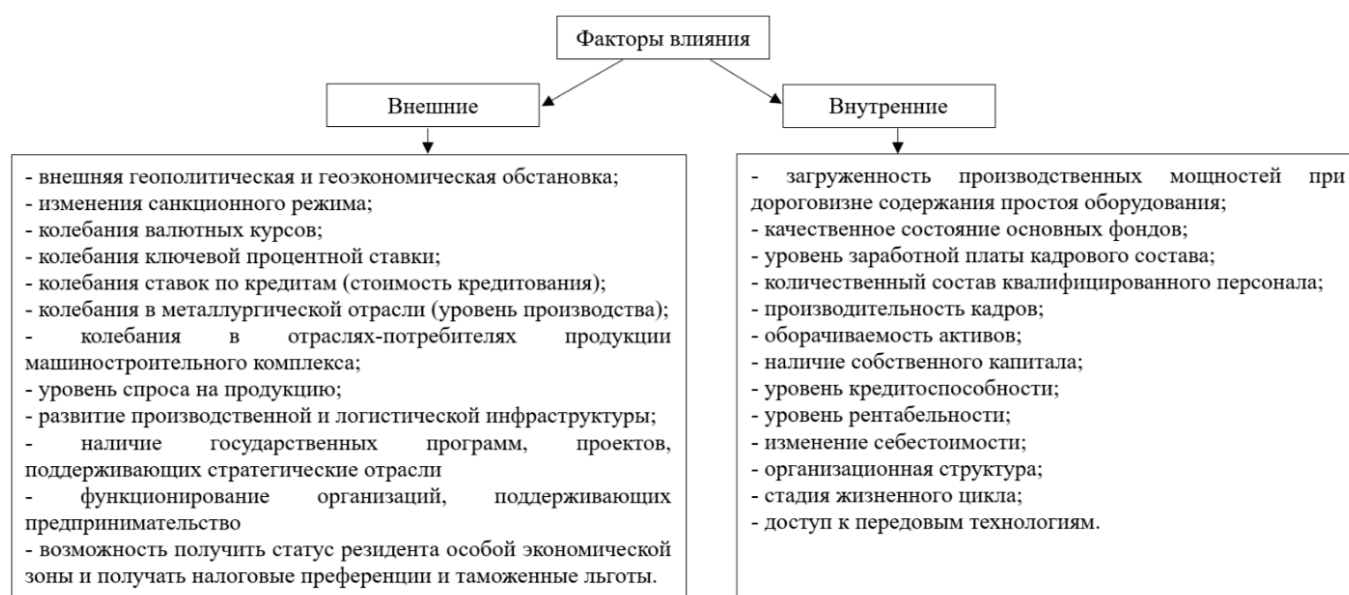 Факторы влияния
Внешние
Внутренние
- внешняя геополитическая и геоэкономическая обстановка;
- изменения санкционного режима;
- колебания валютных курсов;
- колебания ключевой процентной ставки;
- колебания ставок по кредитам (стоимость кредитования);
- колебания в металлургической отрасли (уровень производства);
- колебания в отраслях-потребителях продукции
машиностроительного комплекса;
- уровень спроса на продукцию;
- развитие производственной и логистической инфраструктуры;
- наличие государственных программ, проектов,
поддерживающих стратегические отрасли
- функционирование организаций, поддерживающих
предпринимательство
- возможность получить статус резидента особой экономической
зоны и получать налоговые преференции и таможенные льготы.
- загруженность производственных мощностей при
дороговизне содержания простоя оборудования;
- качественное состояние основных фондов;
- уровень заработной платы кадрового состава;
- количественный состав квалифицированного персонала;
- производительность кадров;
- оборачиваемость активов;
- наличие собственного капитала;
- уровень кредитоспособности;
- уровень рентабельности;
- изменение себестоимости;
- организационная структура;
- стадия жизненного цикла;
- доступ к передовым технологиям.